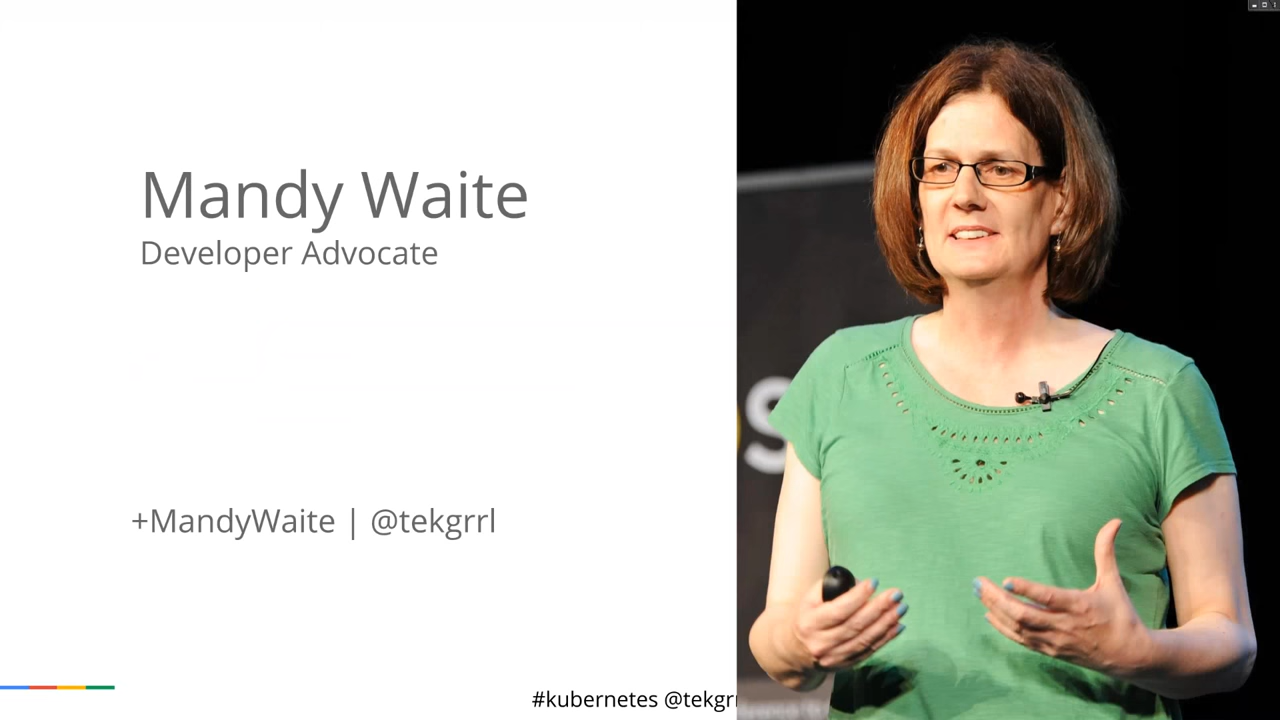 Mandy Waite
Developer Advocate
+MandyWaite | @tekgrrl
#kubernetes @tekgr